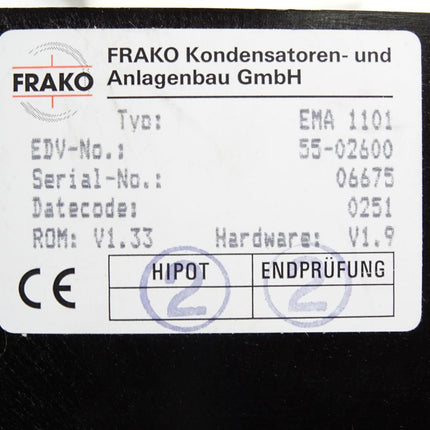 FRAKO
FRAKO Kondensatoren- und
Anlagenbau GmbH
Typ: EMA 1101
EDV-No.: 55-02600
Serial-No.: 06675
Datecode: 0251
ROM: V1.33 Hardware: V1.9
CE
HIPOT ENDPRÜFUNG
2 2